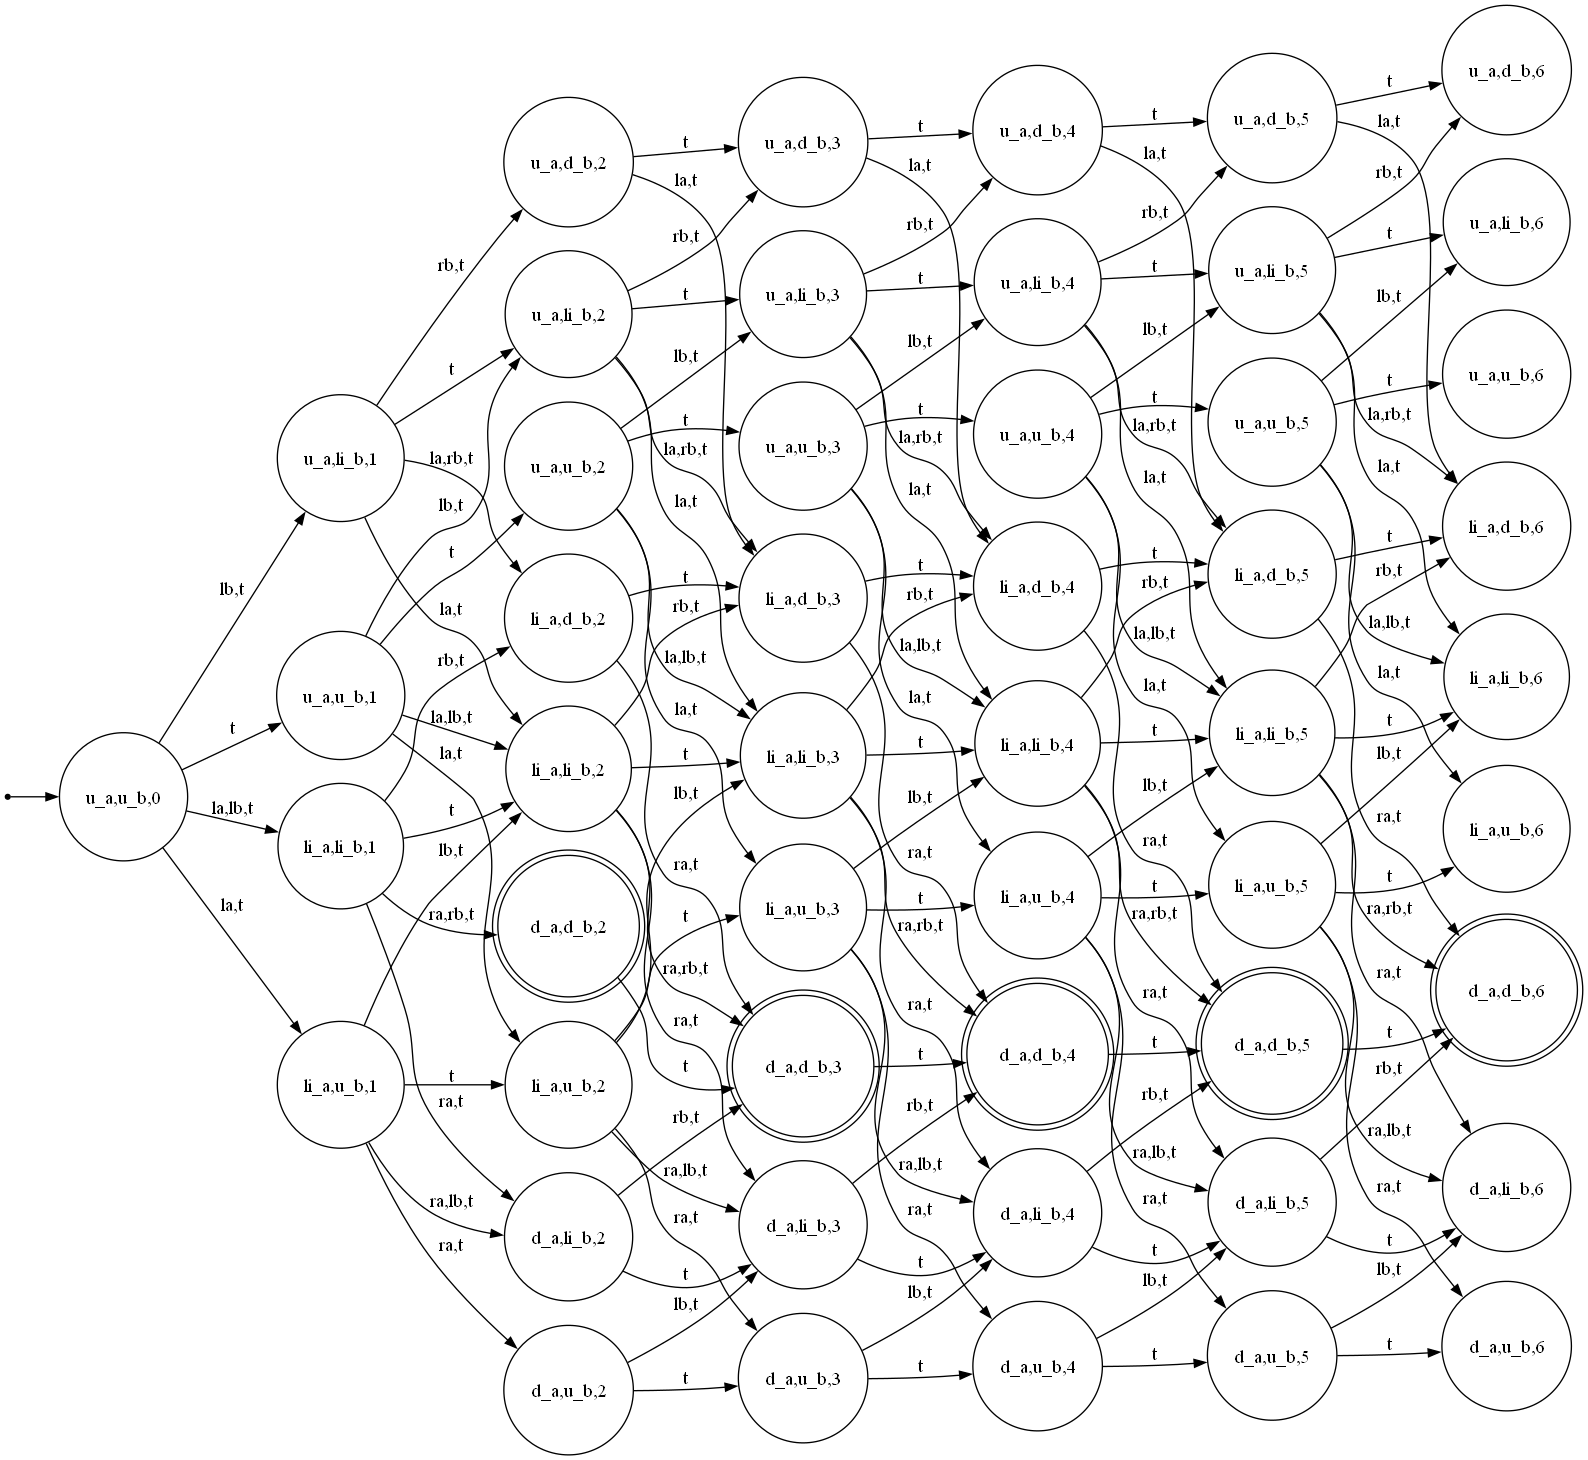 u_a,u_b,0
lb,t
t
la,lb,t
la,t
u_a,li_b,1
u_a,u_b,1
li_a,li_b,1
li_a,u_b,1
rb,t
t
la,rb,t
lb,t
t
la,t
rb,t
la,lb,t
la,t
t
lb,t
ra,rb,t
t
ra,t
ra,lb,t
ra,t
u_a,d_b,2
u_a,li_b,2
u_a,u_b,2
li_a,d_b,2
li_a,li_b,2
d_a,d_b,2
li_a,u_b,2
d_a,li_b,2
d_a,u_b,2
t
la,t
rb,t
t
lb,t
t
la,rb,t
la,t
t
rb,t
la,lb,t
la,t
t
lb,t
ra,t
t
ra,rb,t
ra,t
t
rb,t
ra,lb,t
ra,t
t
lb,t
t
u_a,d_b,3
u_a,li_b,3
u_a,u_b,3
li_a,d_b,3
li_a,li_b,3
li_a,u_b,3
d_a,d_b,3
d_a,li_b,3
d_a,u_b,3
t
la,t
rb,t
t
lb,t
t
la,rb,t
la,t
t
rb,t
la,lb,t
la,t
t
lb,t
ra,t
t
ra,rb,t
ra,t
t
rb,t
ra,lb,t
ra,t
t
lb,t
t
u_a,d_b,4
u_a,li_b,4
u_a,u_b,4
li_a,d_b,4
li_a,li_b,4
li_a,u_b,4
d_a,d_b,4
d_a,li_b,4
d_a,u_b,4
t
la,t
rb,t
t
lb,t
t
la,rb,t
la,t
t
rb,t
la,lb,t
la,t
t
lb,t
ra,t
t
ra,rb,t
ra,t
t
rb,t
ra,lb,t
ra,t
t
lb,t
t
u_a,d_b,5
u_a,li_b,5
u_a,u_b,5
li_a,d_b,5
li_a,li_b,5
li_a,u_b,5
d_a,d_b,5
d_a,li_b,5
d_a,u_b,5
t
la,t
rb,t
t
lb,t
t
la,rb,t
la,t
t
rb,t
la,lb,t
la,t
t
lb,t
ra,t
t
ra,rb,t
ra,t
t
rb,t
ra,lb,t
ra,t
t
lb,t
t
u_a,d_b,6
u_a,li_b,6
u_a,u_b,6
li_a,d_b,6
li_a,li_b,6
li_a,u_b,6
d_a,d_b,6
d_a,li_b,6
d_a,u_b,6